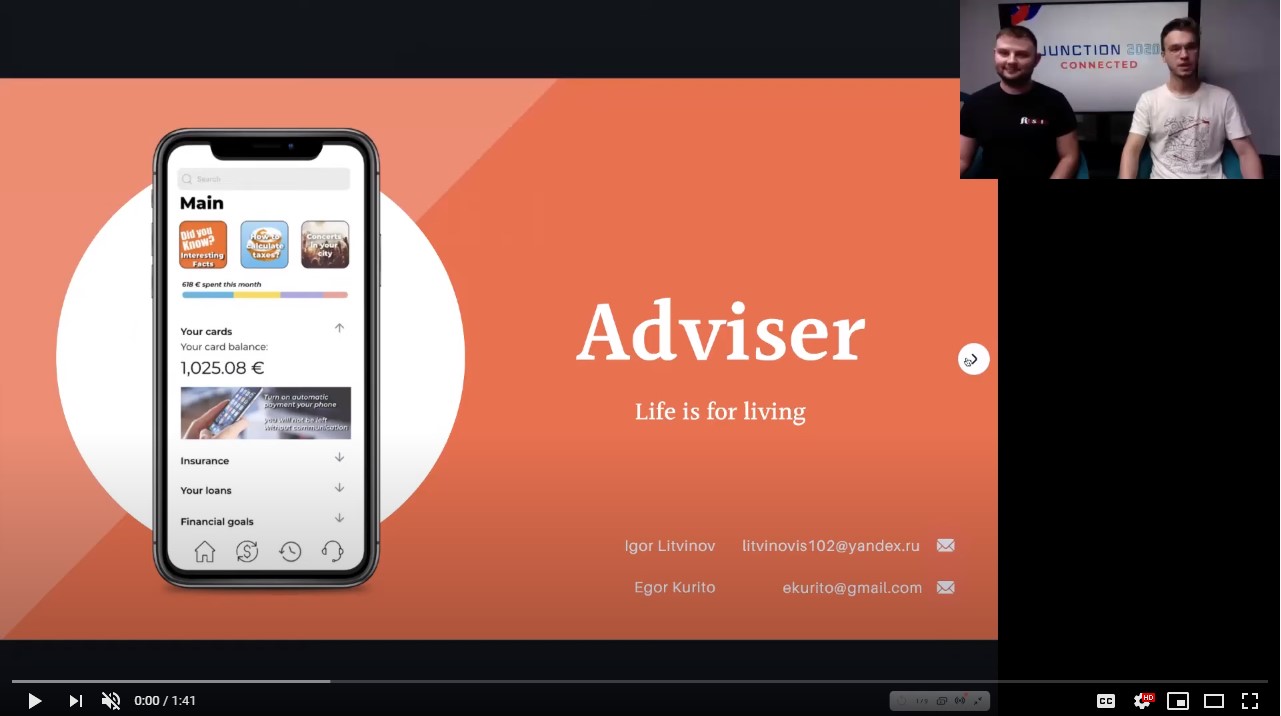 JUNCTION 2020
CONNECTED
Search
Main
Did you
Know?
Interesting
Facts
How to
calculate
taxes?
Concerts
in your
city
618 € spent this month
Your cards
Your card balance:
1,025.08 €
Turn on automatic
payment your phone
you will not be left
without communication
Insurance
Your loans
Financial goals
Adviser
Life is for living
Igor Litvinov litvinovis102@yandex.ru
Egor Kurito ekurito@gmail.com
0:00 / 1:41
CC
HD